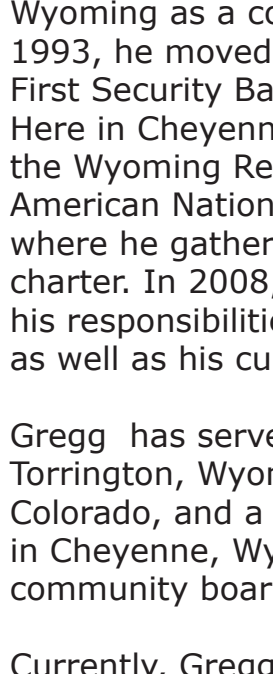 Wyoming as a co
1993, he moved
First Security Ba
Here in Cheyenn
the Wyoming Re
American Nation
where he gather
charter. In 2008,
his responsibiliti
as well as his cu
Gregg has serve
Torrington, Wyor
Colorado, and a
in Cheyenne, Wy
community boar
Currently, Gregg